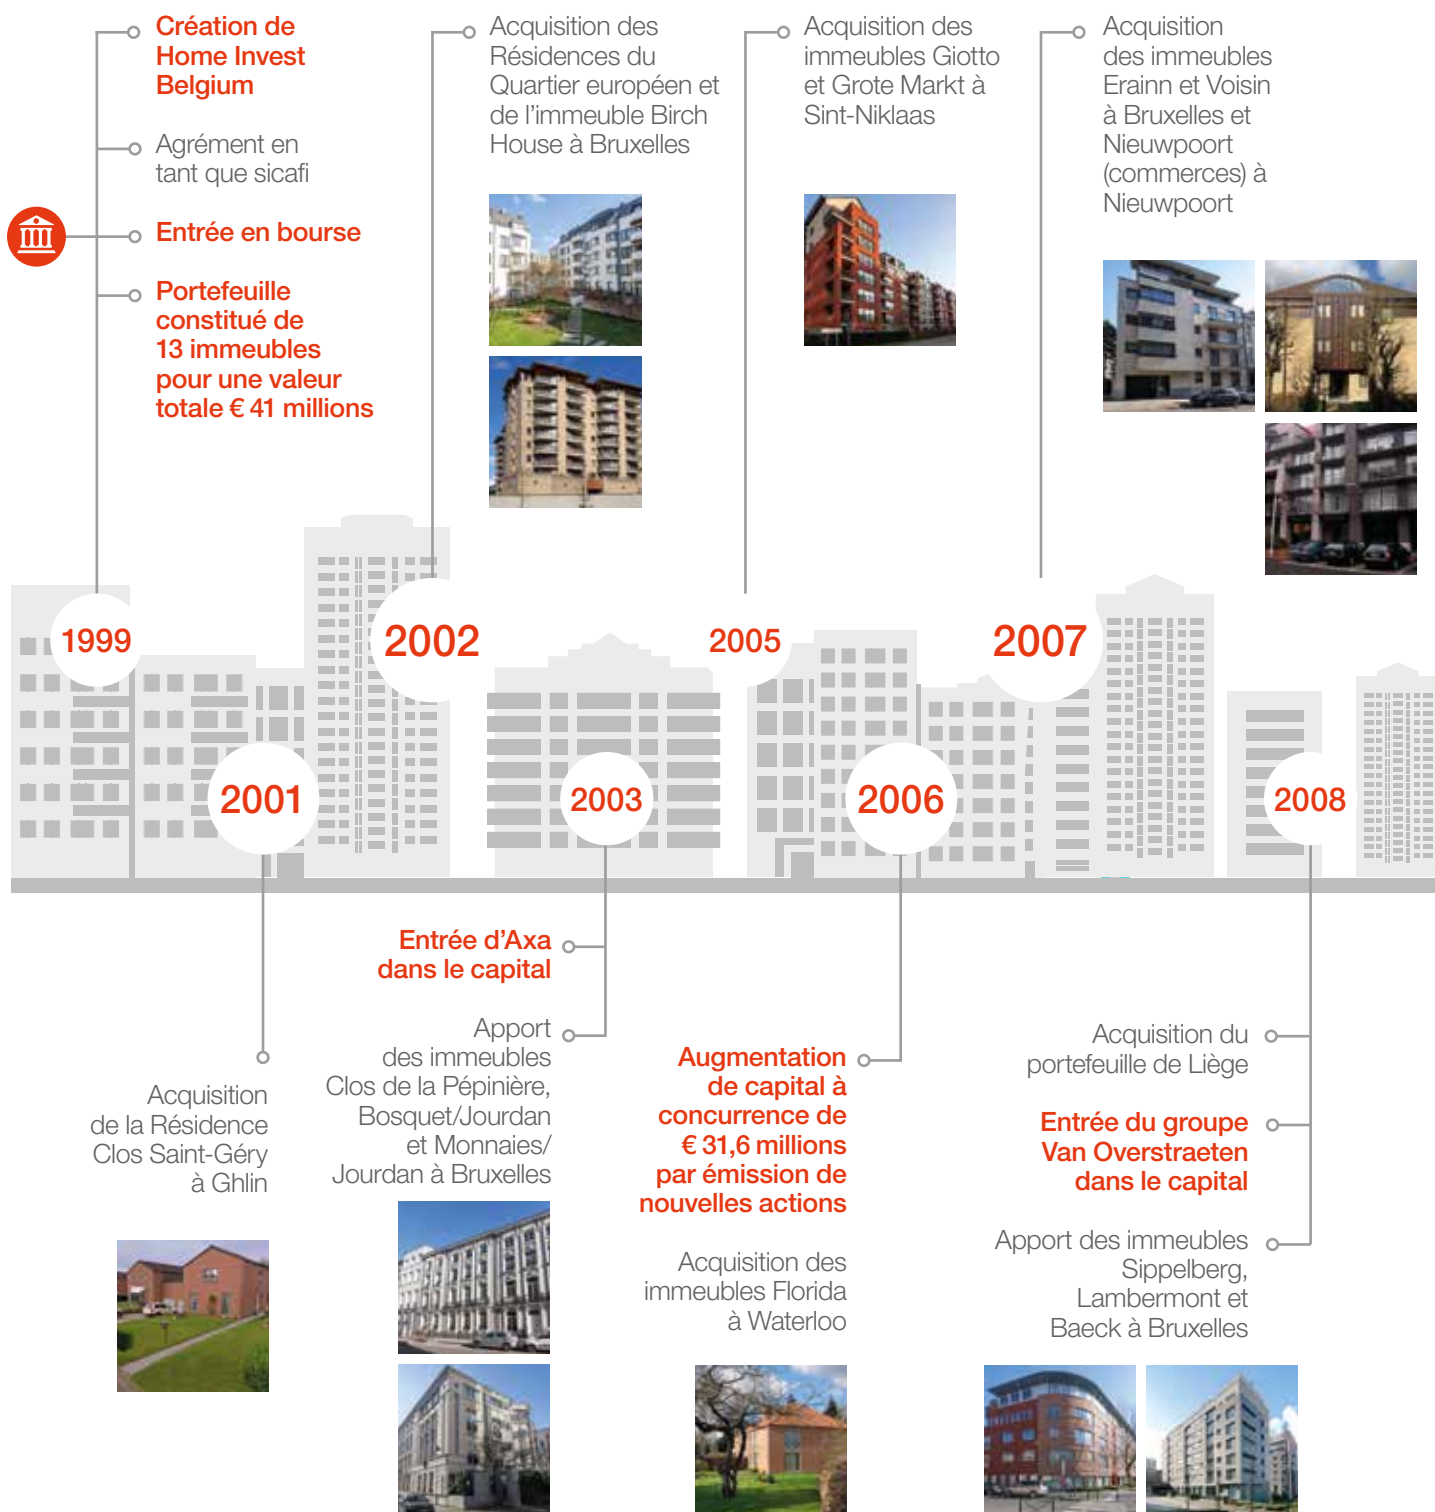 Création de
Home Invest
Belgium
Agrément en
tant que sicafi
Entrée en bourse
Portefeuille
constitué de
13 immeubles
pour une valeur
totale € 41 millions
1999
Acquisition des
Résidences du
Quartier européen et
de l’immeuble Birch
House à Bruxelles
2002
Acquisition des
immeubles Giotto
et Grote Markt à
Sint-Niklaas
2005
Acquisition
des immeubles
Erainn et Voisin
à Bruxelles et
Nieuwpoort
(commerces) à
Nieuwpoort
2007
2001
Acquisition
de la Résidence
Clos Saint-Géry
à Ghlin
2003
Entrée d’Axa
dans le capital
Apport
des immeubles
Clos de la Pépinière,
Bosquet/Jourdan
et Monnaies/
Jourdan à Bruxelles
2006
Augmentation
de capital à
concurrence de
€ 31,6 millions
par émission de
nouvelles actions
Acquisition des
immeubles Florida
à Waterloo
2008
Acquisition du
portefeuille de Liège
Entrée du groupe
Van Overstraeten
dans le capital
Apport des immeubles
Sippelberg,
Lambermont et
Baeck à Bruxelles